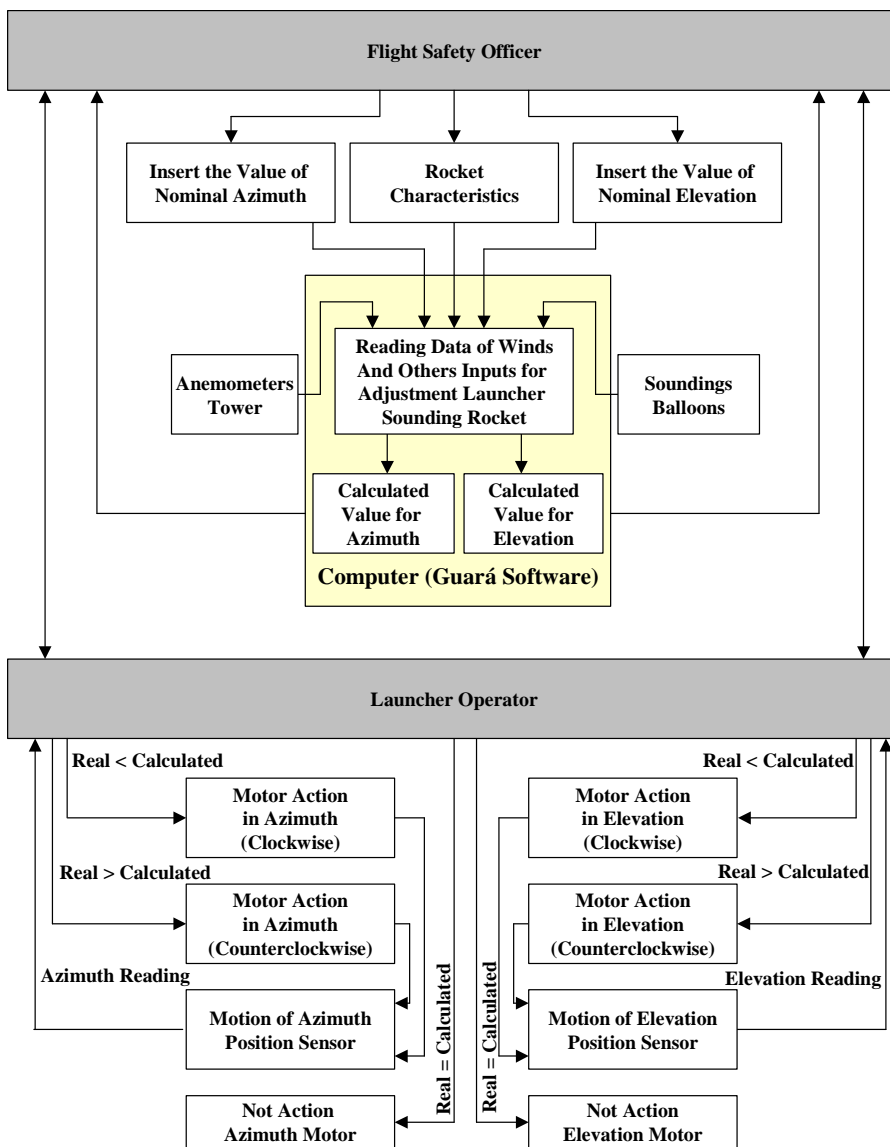 Flight Safety Officer
Insert the Value of
Nominal Azimuth
Rocket
Characteristics
Insert the Value of
Nominal Elevation
Anemometers
Tower
Reading Data of Winds
And Others Inputs for
Adjustment Launcher
Sounding Rocket
Soundings
Balloons
Calculated
Value for
Azimuth
Calculated
Value for
Elevation
Computer (Guará Software)
Launcher Operator
Real < Calculated
Real < Calculated
Motor Action
in Azimuth
(Clockwise)
Motor Action
in Elevation
(Clockwise)
Real > Calculated
Real > Calculated
Motor Action
in Azimuth
(Counterclockwise)
Motor Action
in Elevation
(Counterclockwise)
Azimuth Reading
Elevation Reading
Motion of Azimuth
Position Sensor
Real = Calculated
Real = Calculated
Motion of Elevation
Position Sensor
Not Action
Azimuth Motor
Not Action
Elevation Motor